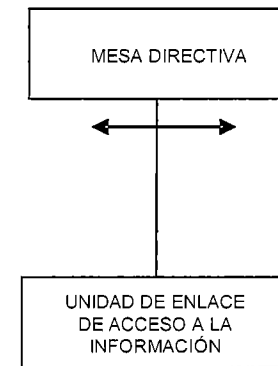 MESA DIRECTIVA
UNIDAD DE ENLACE
DE ACCESO A LA
INFORMACIÓN